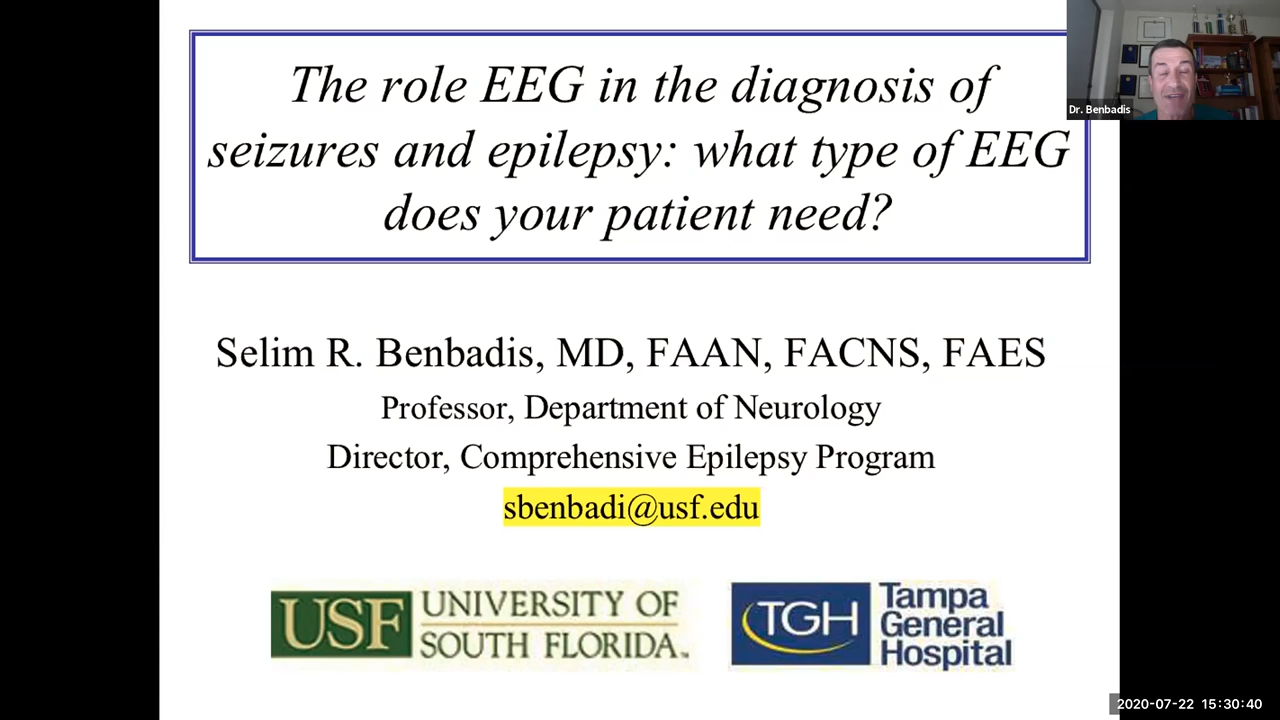 The role EEG in the diagnosis of
seizures and epilepsy: what type of EEG
does your patient need?
Dr. Benbadis
Selim R. Benbadis, MD, FAAN, FACNS, FAES
Professor, Department of Neurology
Director, Comprehensive Epilepsy Program
sbenbadi@usf.edu
USF
UNIVERSITY OF
SOUTH FLORIDA
TGH
Tampa
General
Hospital
2020-07-22 15:30:40